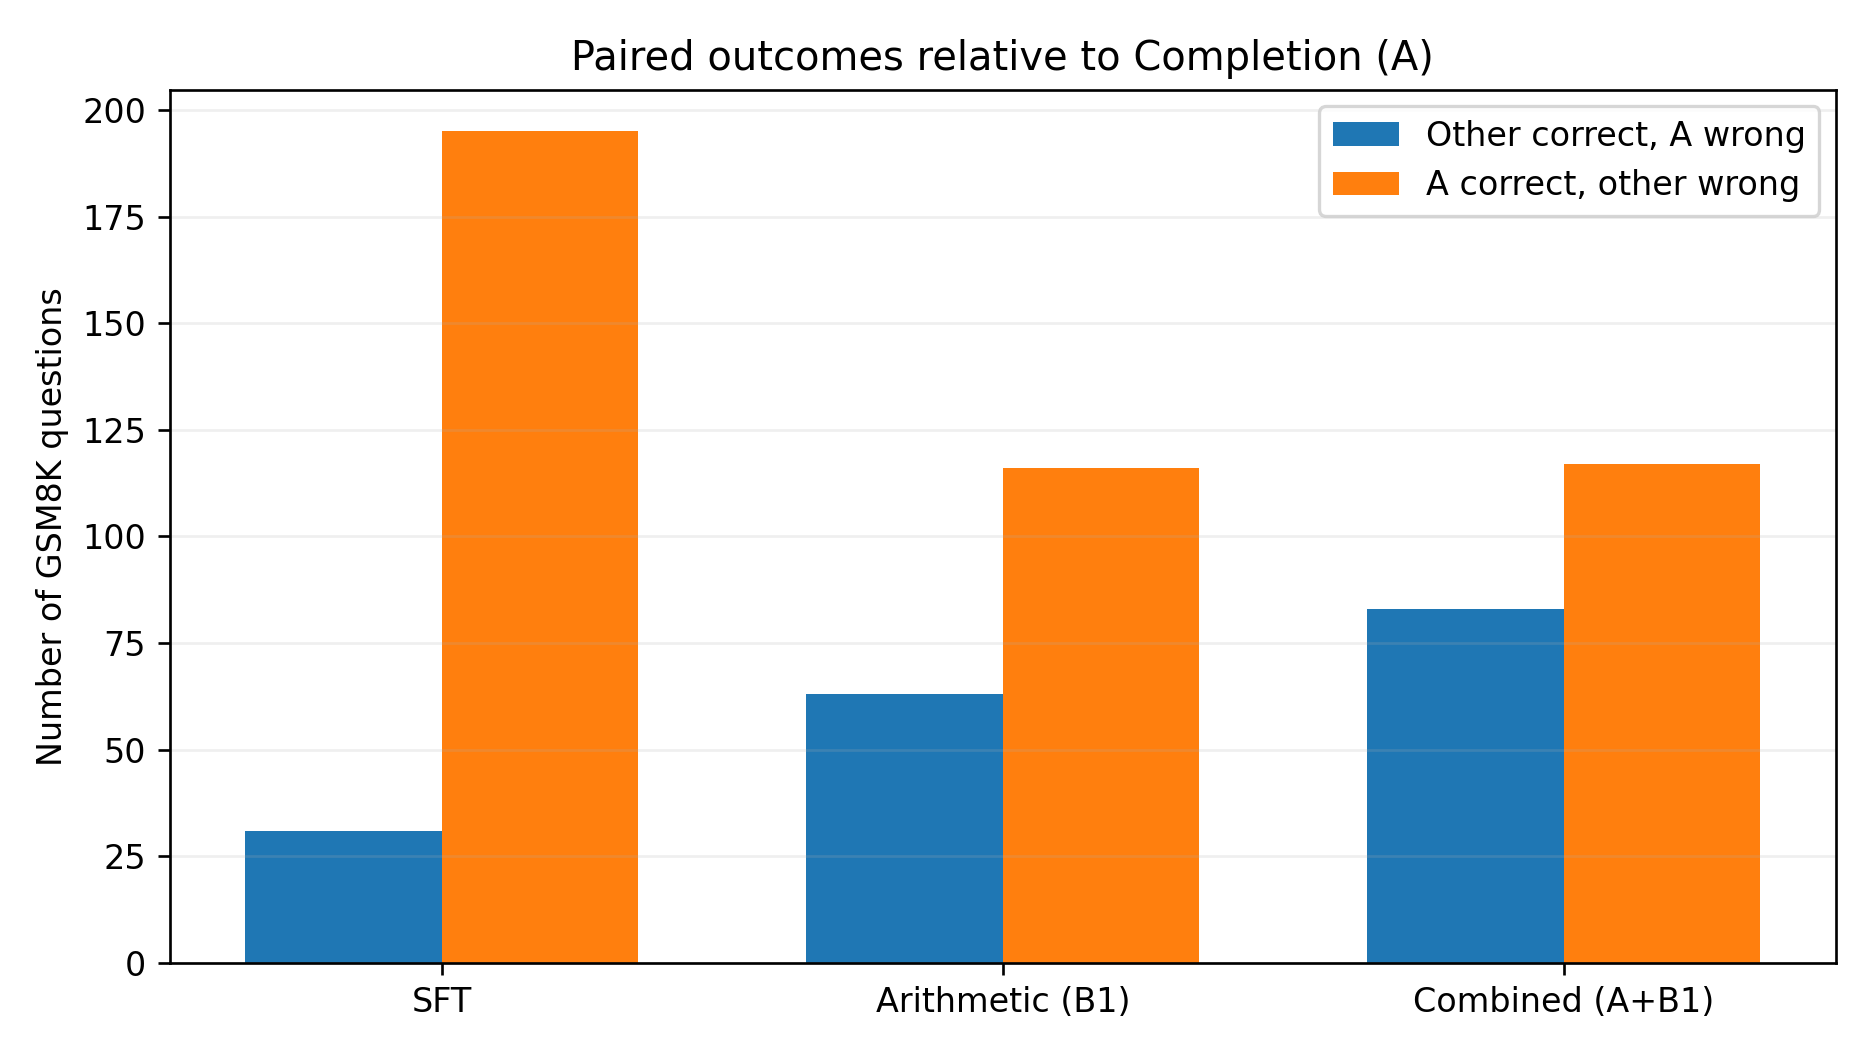 Paired outcomes relative to Completion (A)
Other correct, A wrong
A correct, other wrong
Number of GSM8K questions
200
175
150
125
100
75
50
25
0
SFT
Arithmetic (B1)
Combined (A+B1)